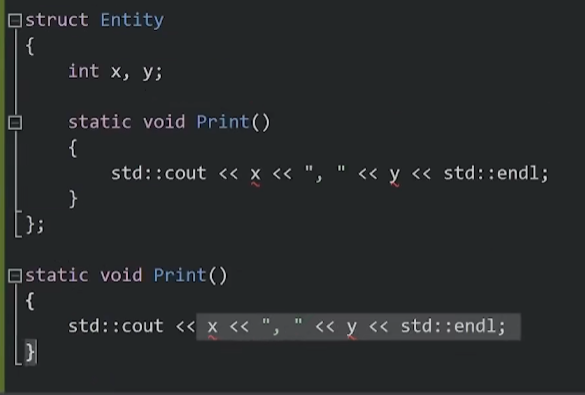 struct Entity
{
int x, y;
static void Print()
{
std::cout << x << ", " << y << std::endl;
}
};
static void Print()
{
std::cout << x << ", " << y << std::endl;
}